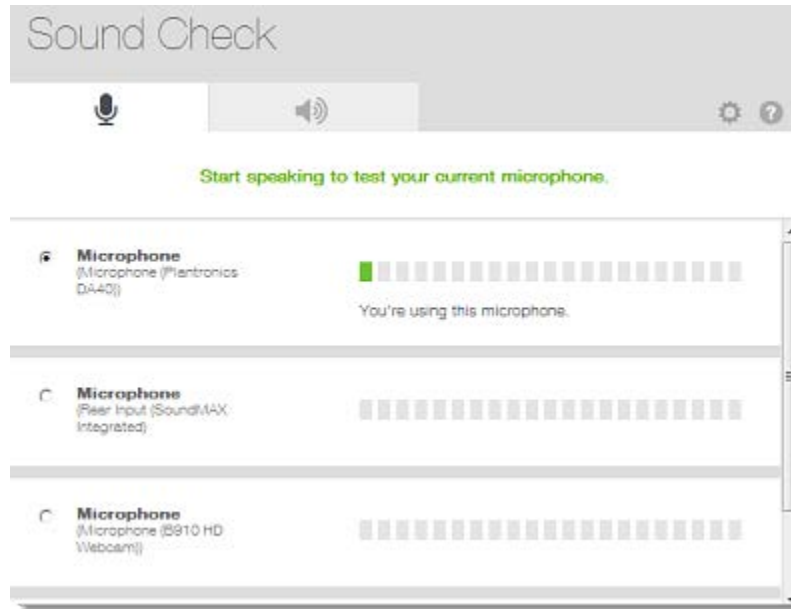 Sound Check
Start speaking to test your current microphone.
Microphone
(Microphone (Plantronics
DA40))
You're using this microphone.
Microphone
(Rear Input (SoundMAX
Integrated)
Microphone
(Microphone (B910 HD
Webcam))